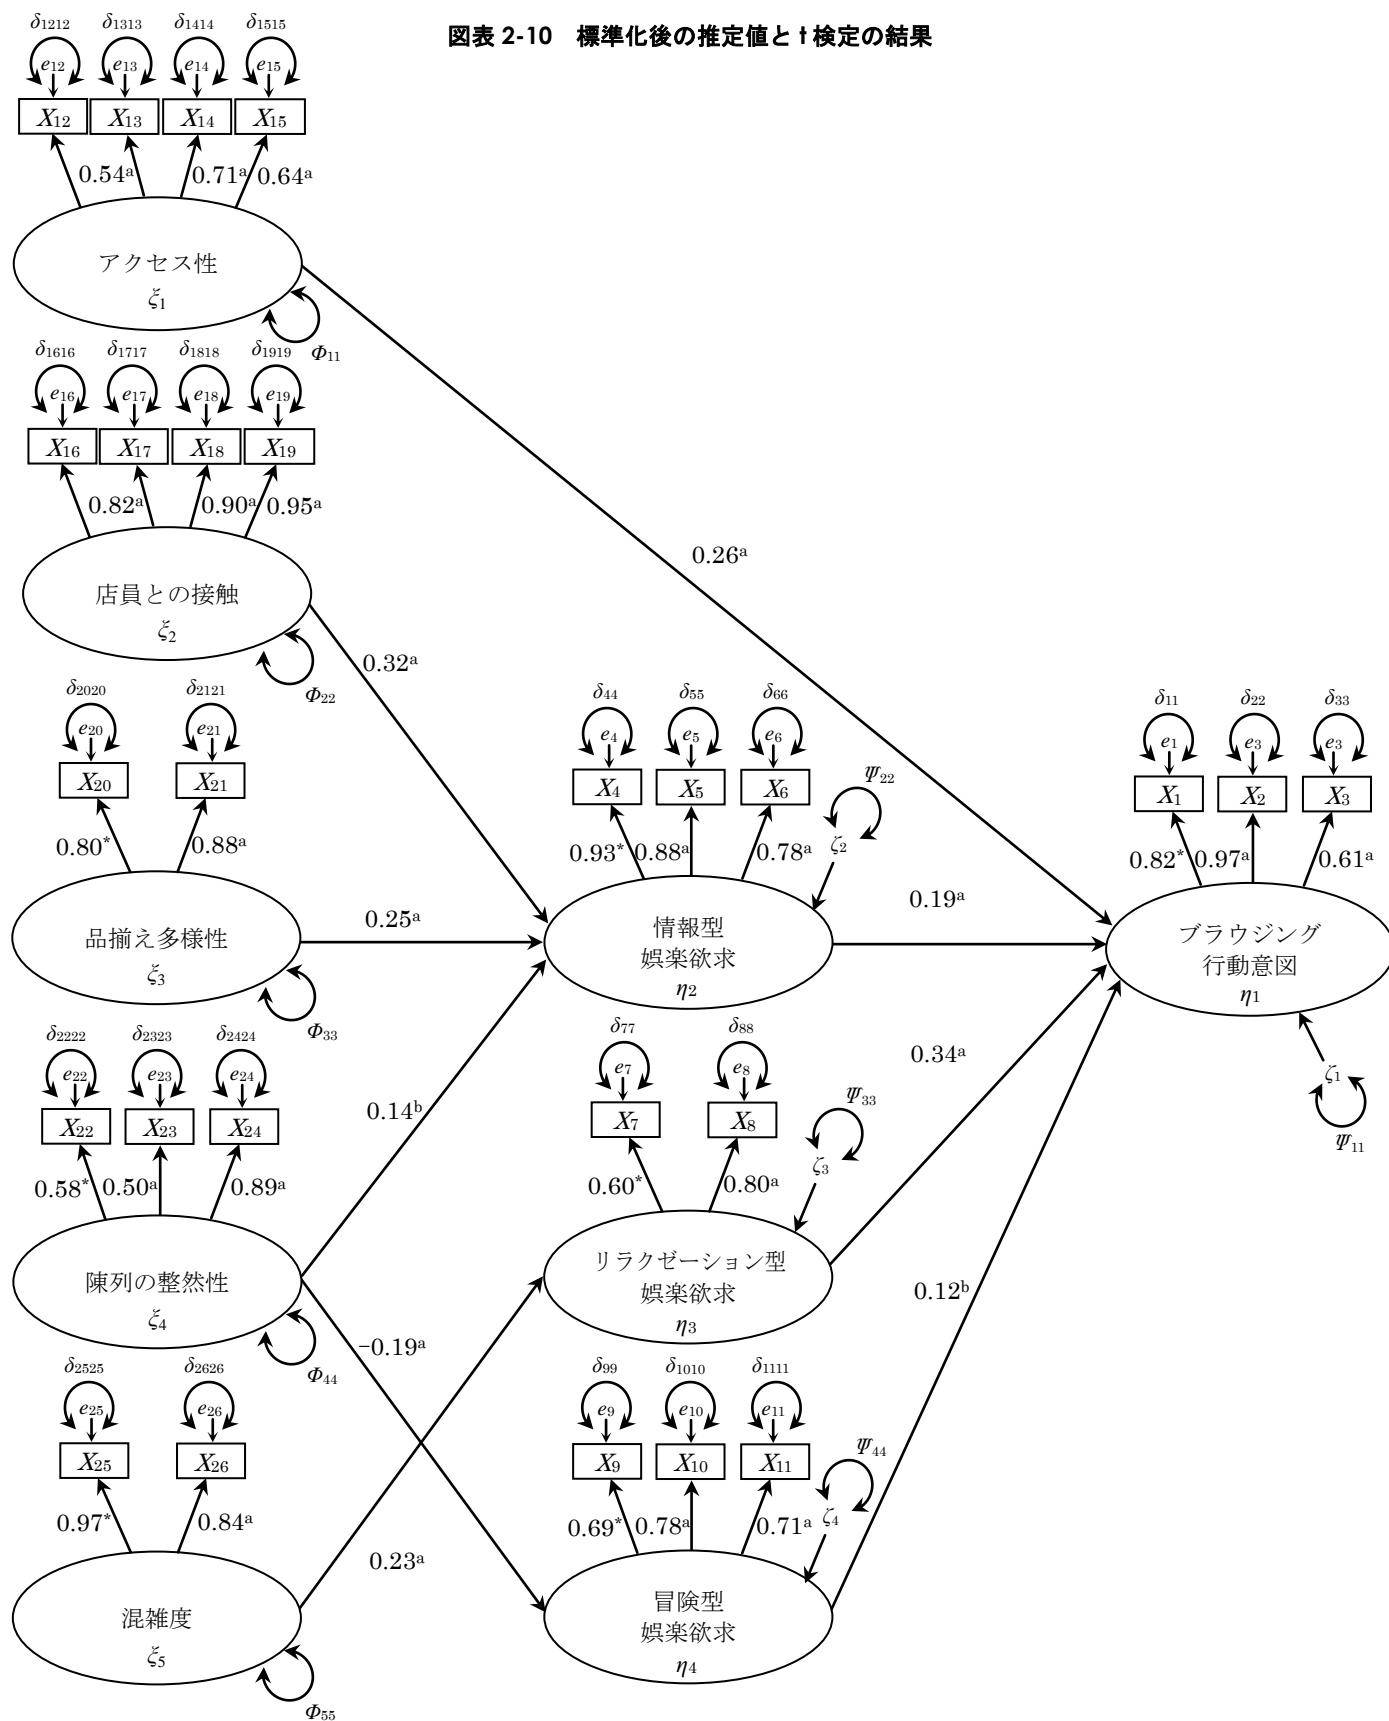 図表 2-10　標準化後の推定値と t 検定の結果
δ1212 δ1313 δ1414 δ1515
e12 e13 e14 e15
X12 X13 X14 X15
0.54a 0.71a 0.64a
アクセス性
ξ1
Φ11
δ1616 δ1717 δ1818 δ1919
e16 e17 e18 e19
X16 X17 X18 X19
0.82a 0.90a 0.95a
店員との接触
ξ2
Φ22
δ2020 δ2121
e20 e21
X20 X21
0.80* 0.88a
品揃え多様性
ξ3
Φ33
δ2222 δ2323 δ2424
e22 e23 e24
X22 X23 X24
0.58* 0.50a 0.89a
陳列の整然性
ξ4
Φ44
δ2525 δ2626
e25 e26
X25 X26
0.97* 0.84a
混雑度
ξ5
Φ55
0.26a
0.32a
0.25a
0.14b
−0.19a
0.23a
δ44 δ55 δ66
e4 e5 e6
X4 X5 X6
Ψ22
ζ2
0.93* 0.88a 0.78a
情報型
娯楽欲求
η2
δ77 δ88
e7 e8
X7 X8
Ψ33
ζ3
0.60* 0.80a
リラクゼーション型
娯楽欲求
η3
δ99 δ1010 δ1111
e9 e10 e11
X9 X10 X11
Ψ44
ζ4
0.69* 0.78a 0.71a
冒険型
娯楽欲求
η4
0.19a
0.34a
0.12b
δ11 δ22 δ33
e1 e3 e3
X1 X2 X3
0.82* 0.97a 0.61a
ブラウジング
行動意図
η1
ζ1
Ψ11